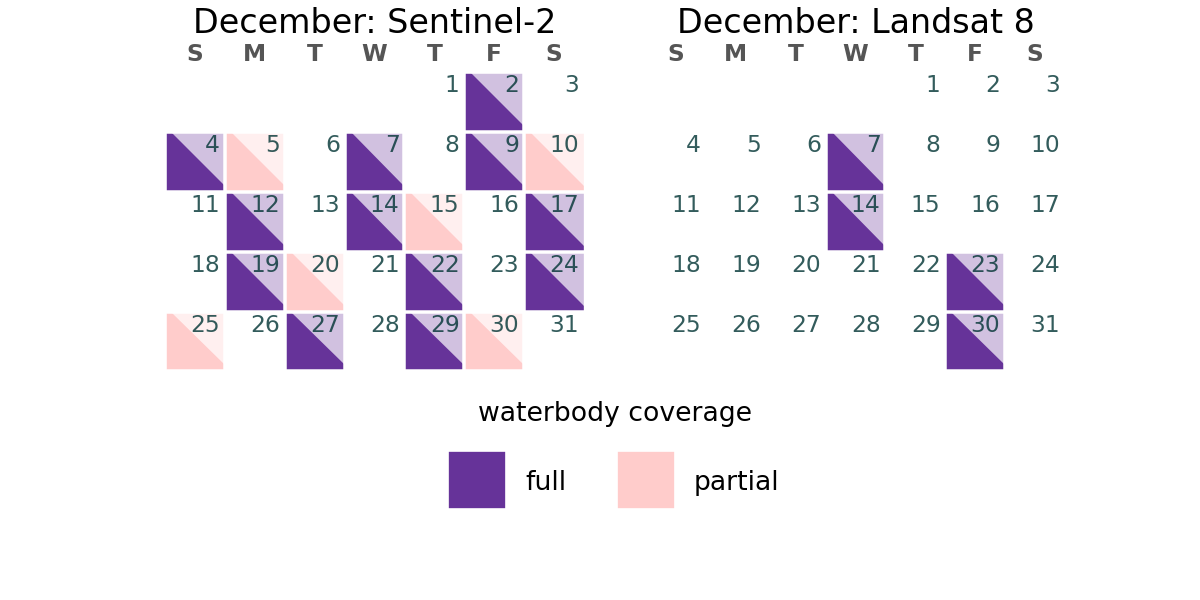 December: Sentinel-2
S M T W T F S
1 2 3
4 5 6 7 8 9 10
11 12 13 14 15 16 17
18 19 20 21 22 23 24
25 26 27 28 29 30 31
December: Landsat 8
S M T W T F S
1 2 3
4 5 6 7 8 9 10
11 12 13 14 15 16 17
18 19 20 21 22 23 24
25 26 27 28 29 30 31
waterbody coverage
full partial